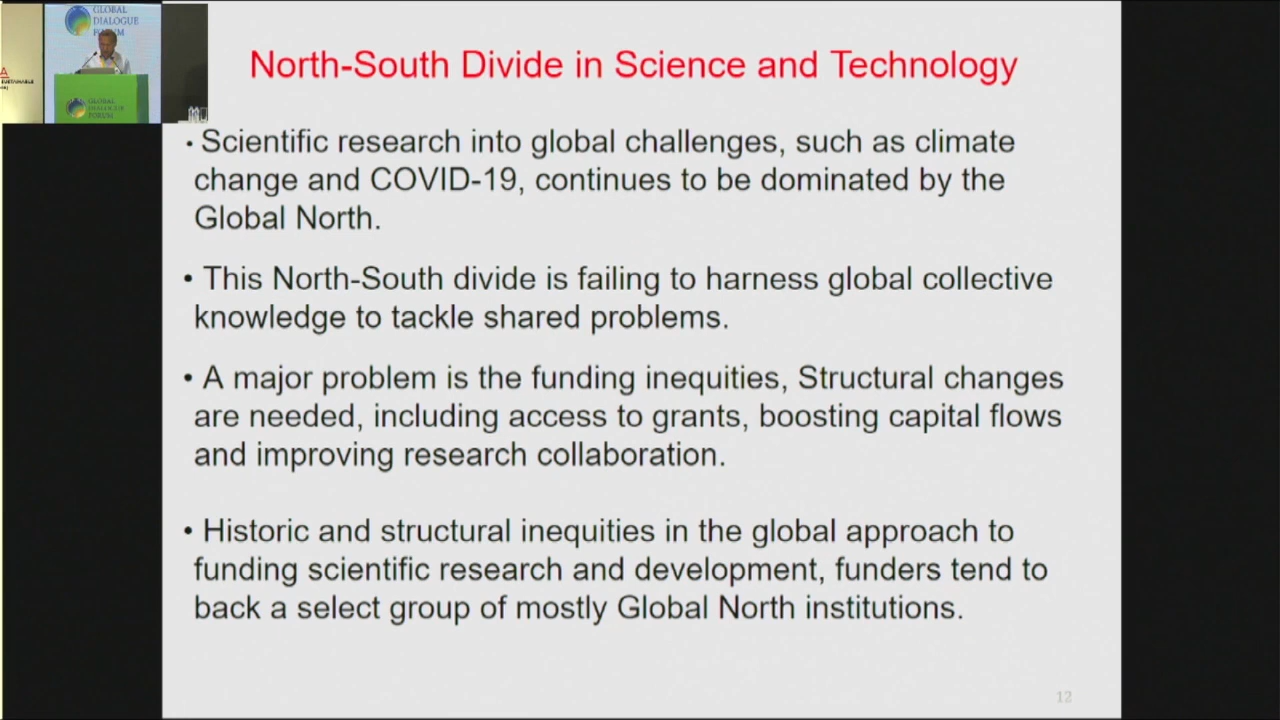 GLOBAL
DIALOGUE
FORUM
A
SUSTAINABLE
GLOBAL
DIALOGUE
FORUM
North-South Divide in Science and Technology
• Scientific research into global challenges, such as climate
change and COVID-19, continues to be dominated by the
Global North.
• This North-South divide is failing to harness global collective
knowledge to tackle shared problems.
• A major problem is the funding inequities, Structural changes
are needed, including access to grants, boosting capital flows
and improving research collaboration.
• Historic and structural inequities in the global approach to
funding scientific research and development, funders tend to
back a select group of mostly Global North institutions.
12